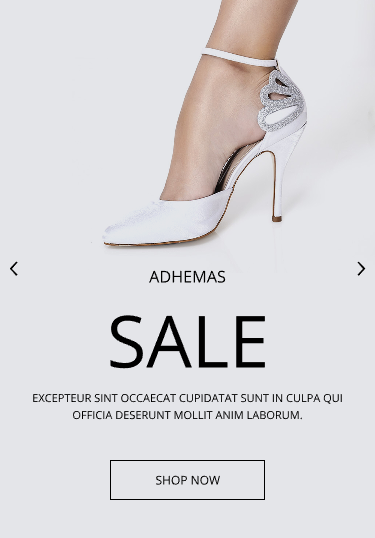 ADHEMAS
SALE
EXCEPTEUR SINT OCCAECAT CUPIDATAT SUNT IN CULPA QUI
OFFICIA DESERUNT MOLLIT ANIM LABORUM.
SHOP NOW